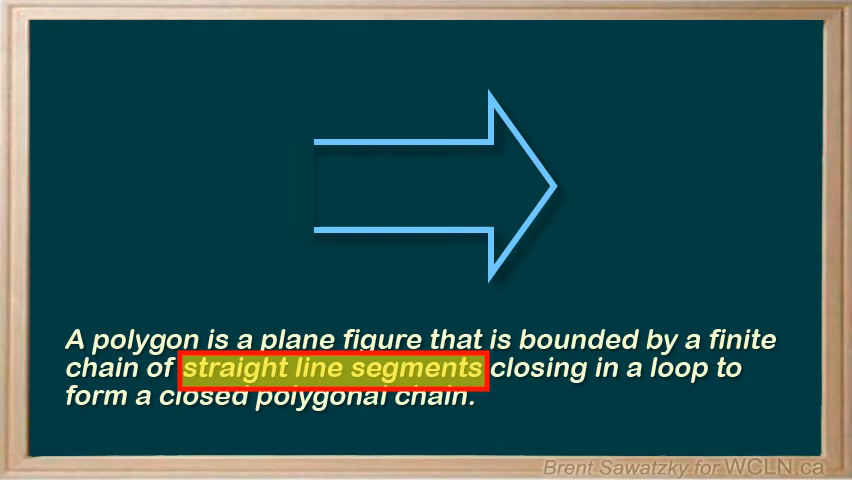 A polygon is a plane figure that is bounded by a finite
chain of straight line segments closing in a loop to
form a closed polygonal chain.
Brent Sawatzky for WCLN.ca